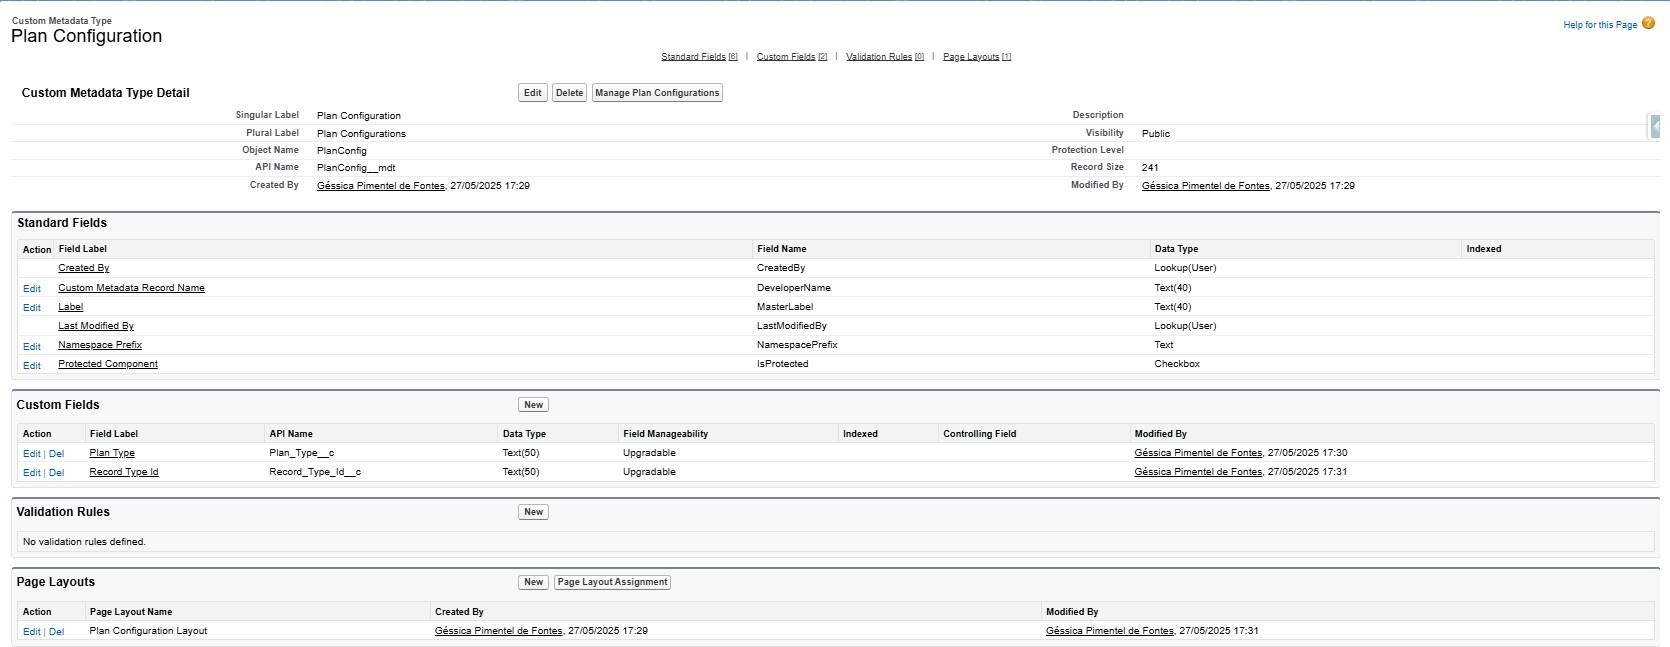 Custom Metadata Type
Plan Configuration
Help for this Page ?
Standard Fields [6] | Custom Fields [2] | Validation Rules [0] | Page Layouts [1]
Custom Metadata Type Detail Edit Delete Manage Plan Configurations
Singular Label Plan Configuration Description
Plural Label Plan Configurations Visibility Public
Object Name PlanConfig Protection Level
API Name PlanConfig__mdt Record Size 241
Created By Géssica Pimentel de Fontes, 27/05/2025 17:29 Modified By Géssica Pimentel de Fontes, 27/05/2025 17:29
Standard Fields
Action Field Label Field Name Data Type Indexed
Created By CreatedBy Lookup(User)
Edit Custom Metadata Record Name DeveloperName Text(40)
Edit Label MasterLabel Text(40)
Last Modified By LastModifiedBy Lookup(User)
Edit Namespace Prefix NamespacePrefix Text
Edit Protected Component IsProtected Checkbox
Custom Fields New
Action Field Label API Name Data Type Field Manageability Indexed Controlling Field Modified By
Edit | Del Plan Type Plan_Type__c Text(50) Upgradable Géssica Pimentel de Fontes, 27/05/2025 17:30
Edit | Del Record Type Id Record_Type_Id__c Text(50) Upgradable Géssica Pimentel de Fontes, 27/05/2025 17:31
Validation Rules New
No validation rules defined.
Page Layouts New Page Layout Assignment
Action Page Layout Name Created By Modified By
Edit | Del Plan Configuration Layout Géssica Pimentel de Fontes, 27/05/2025 17:29 Géssica Pimentel de Fontes, 27/05/2025 17:31